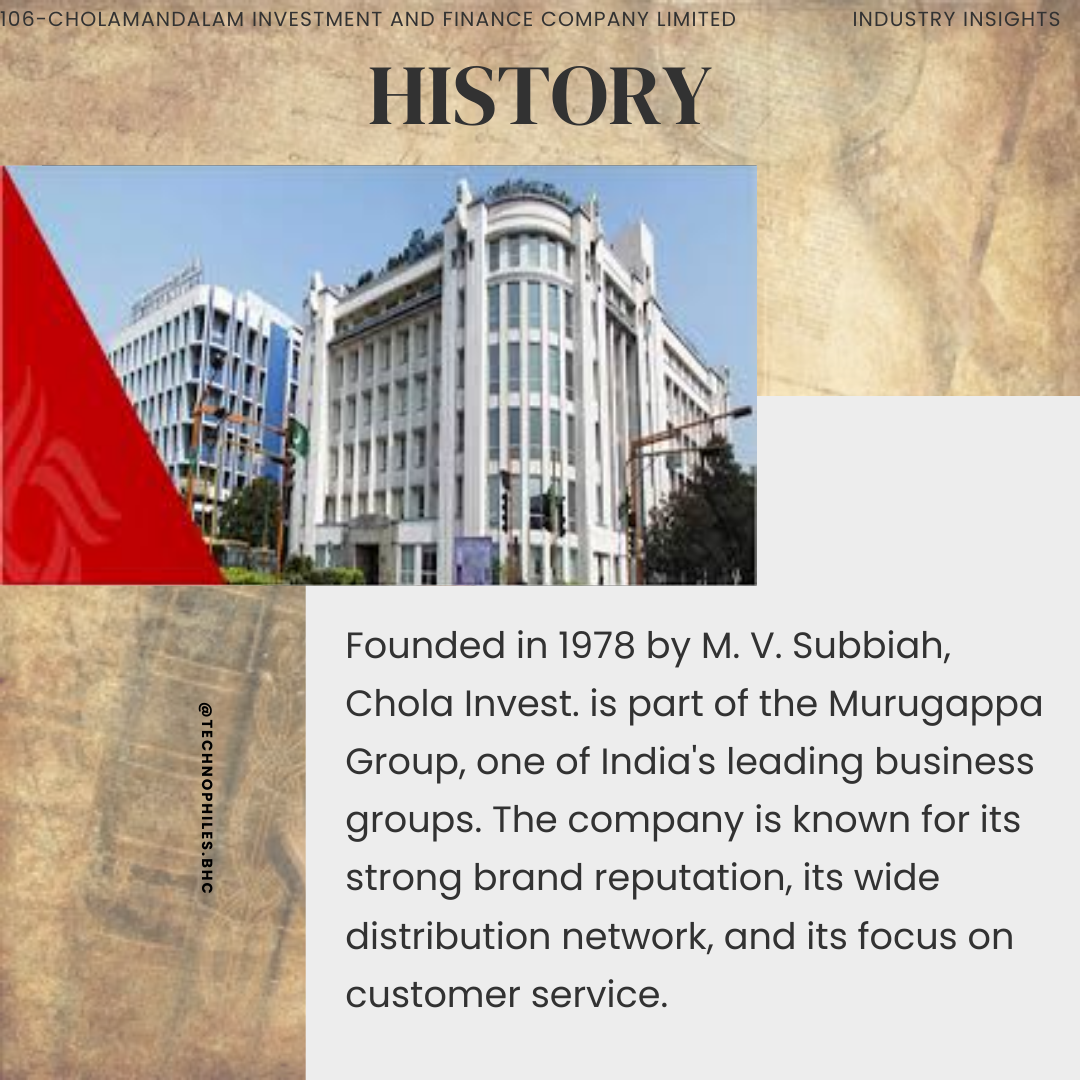 106-CHOLAMANDALAM INVESTMENT AND FINANCE COMPANY LIMITED
INDUSTRY INSIGHTS
HISTORY
@TECHNOPHILES.BHC
Founded in 1978 by M. V. Subbiah,
Chola Invest. is part of the Murugappa
Group, one of India's leading business
groups. The company is known for its
strong brand reputation, its wide
distribution network, and its focus on
customer service.